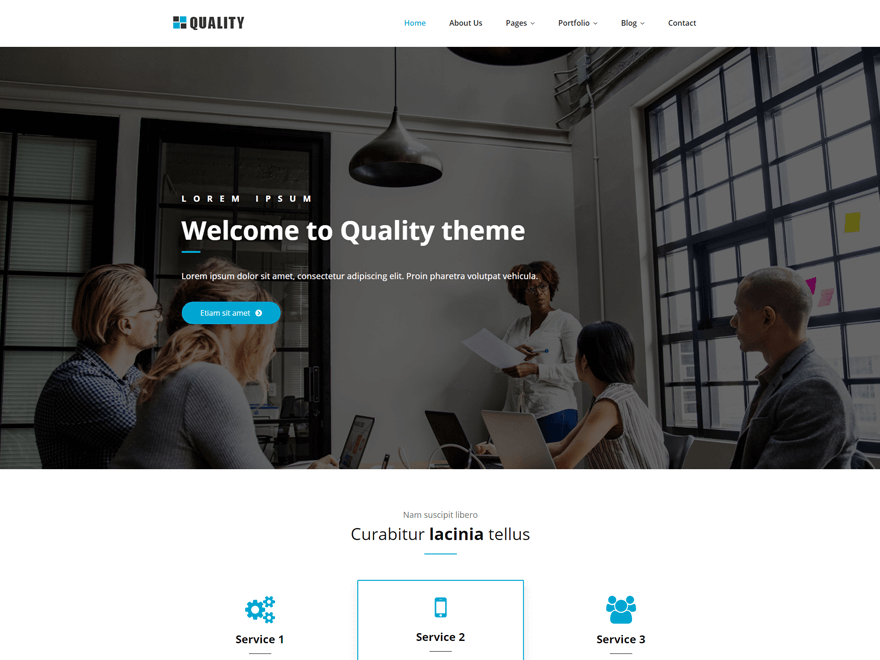 QUALITY
Home About Us Pages Portfolio Blog Contact
LOREM IPSUM
Welcome to Quality theme
Lorem ipsum dolor sit amet, consectetur adipiscing elit. Proin pharetra volutpat vehicula.
Etiam sit amet
Nam suscipit libero
Curabitur lacinia tellus
Service 1 Service 2 Service 3